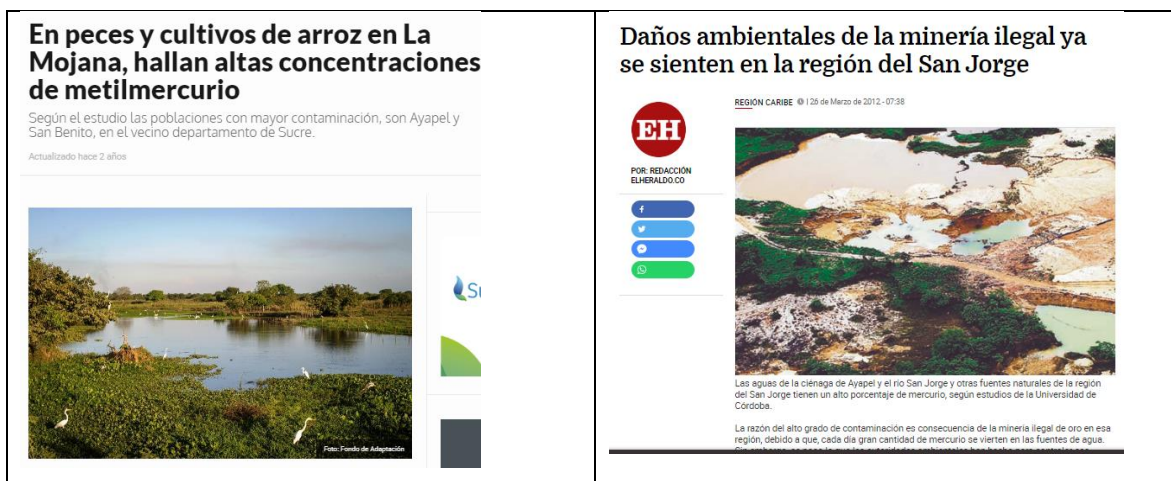 En peces y cultivos de arroz en La
Mojana, hallan altas concentraciones
de metilmercurio
Según el estudio las poblaciones con mayor contaminación, son Ayapel y
San Benito, en el vecino departamento de Sucre.
Actualizado hace 2 años
Foto: Fondo de Adaptación
Daños ambientales de la minería ilegal ya
se sienten en la región del San Jorge
EH
POR: REDACCIÓN
ELHERALDO.CO
REGIÓN CARIBE | 26 de Marzo de 2012 - 07:38
Las aguas de la ciénaga de Ayapel y el río San Jorge y otras fuentes naturales de la región
del San Jorge tienen un alto porcentaje de mercurio, según estudios de la Universidad de
Córdoba.
La razón del alto grado de contaminación es consecuencia de la minería ilegal de oro en esa
región, debido a que, cada día gran cantidad de mercurio se vierten en las fuentes de agua.